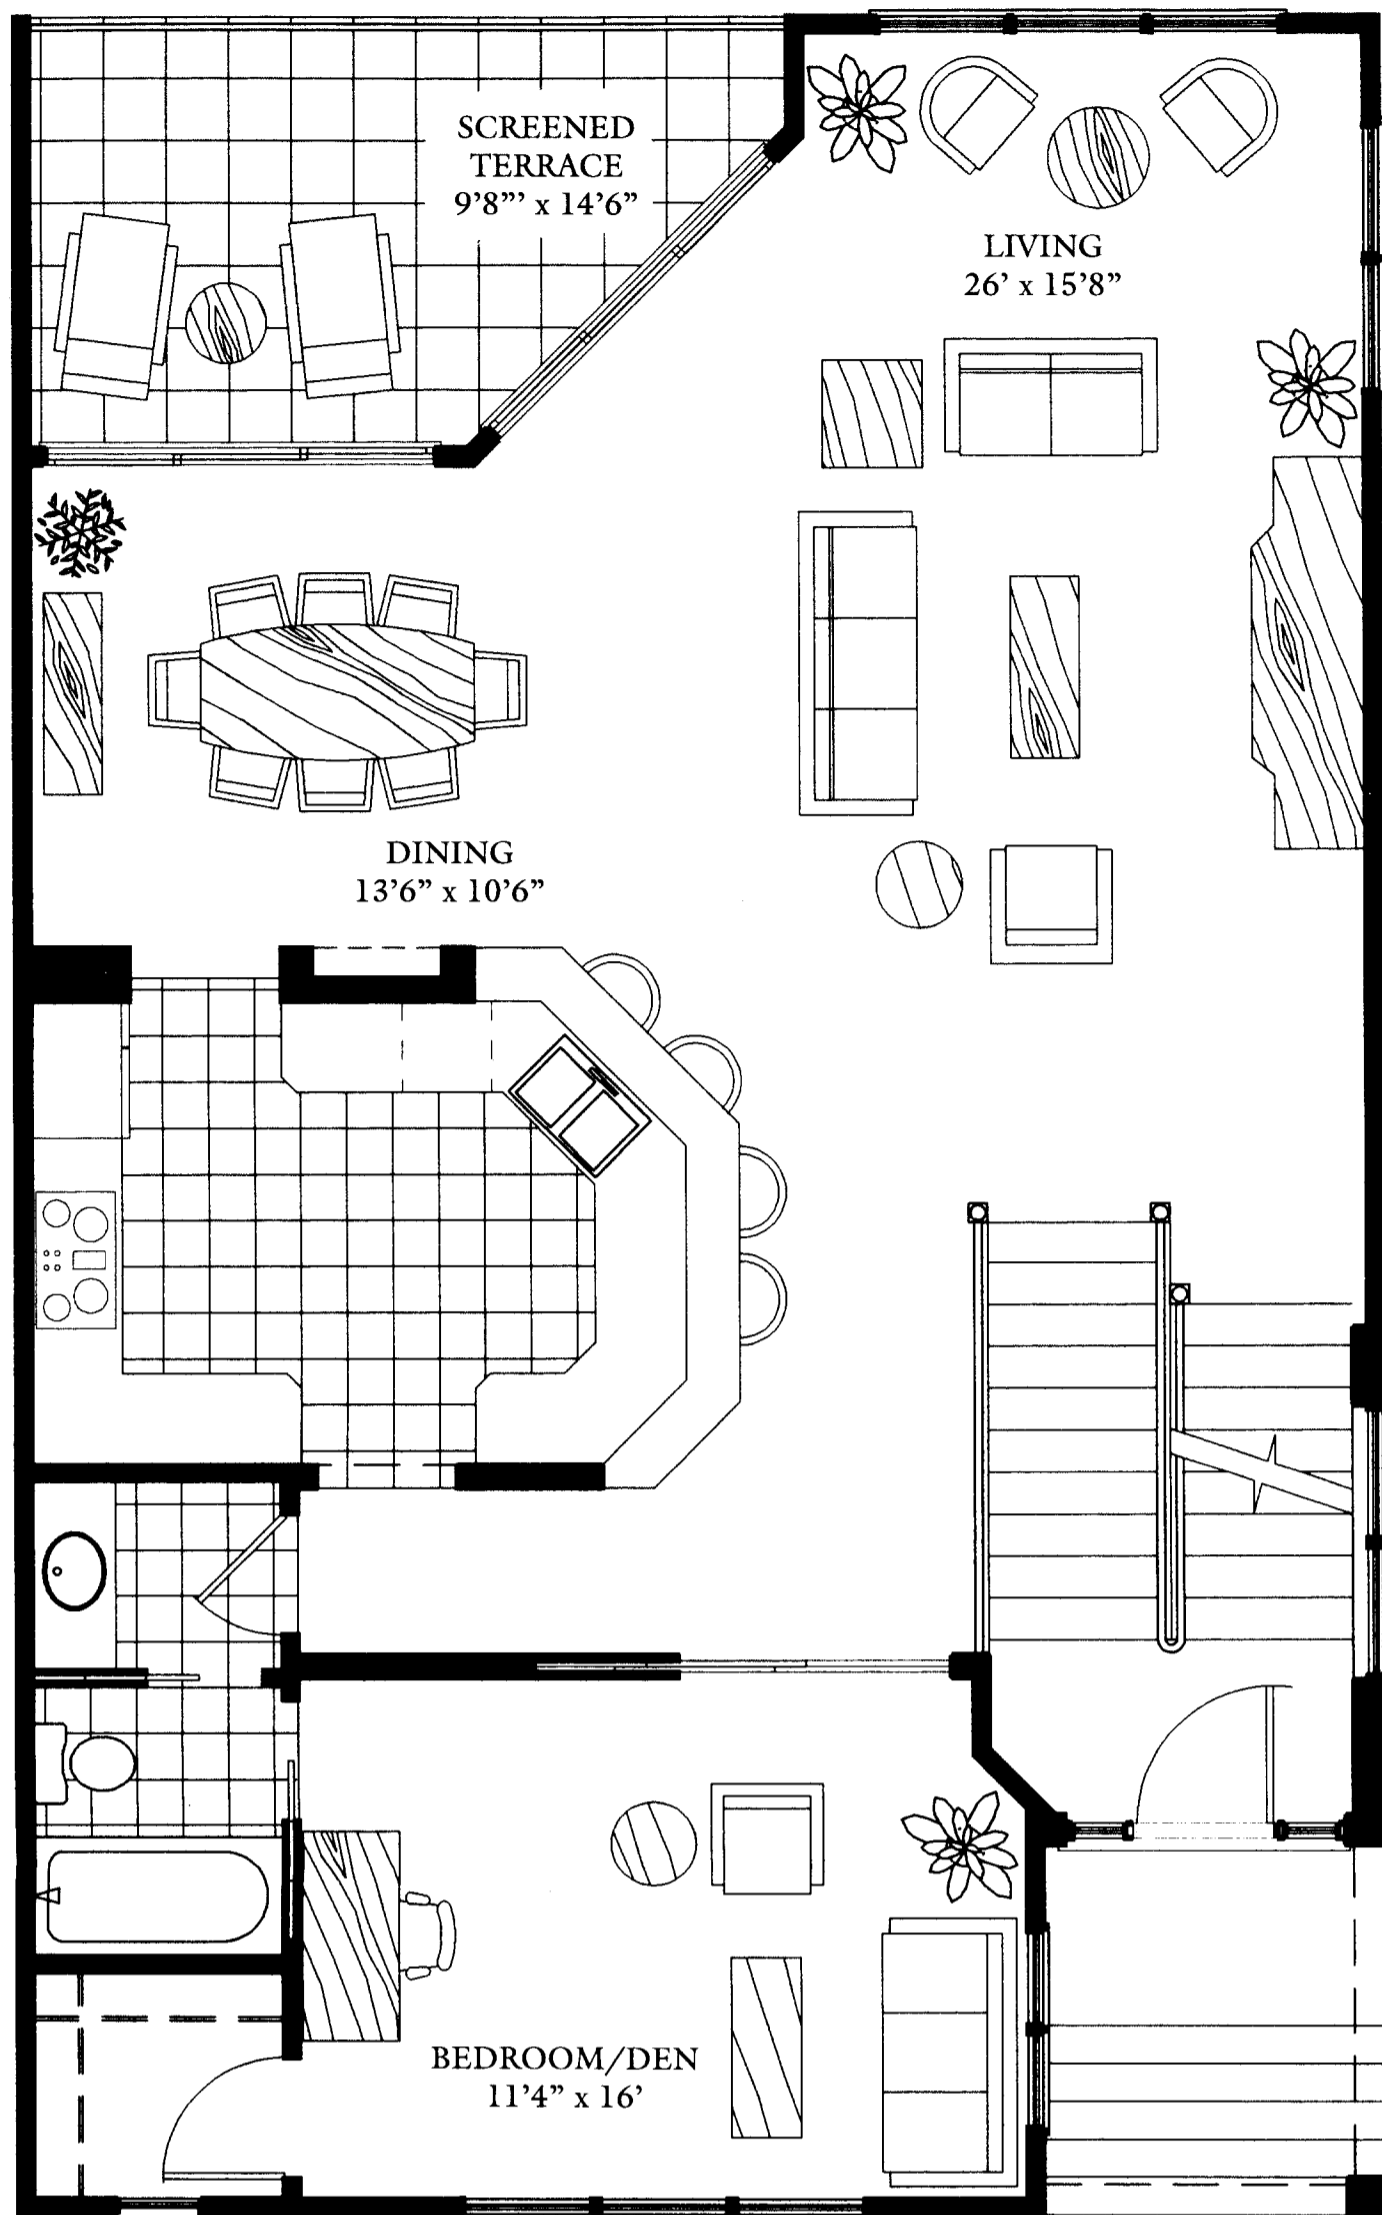 SCREENED
TERRACE
9’8”’ x 14’6”
LIVING
26’ x 15’8”
DINING
13’6” x 10’6”
BEDROOM/DEN
11’4” x 16’